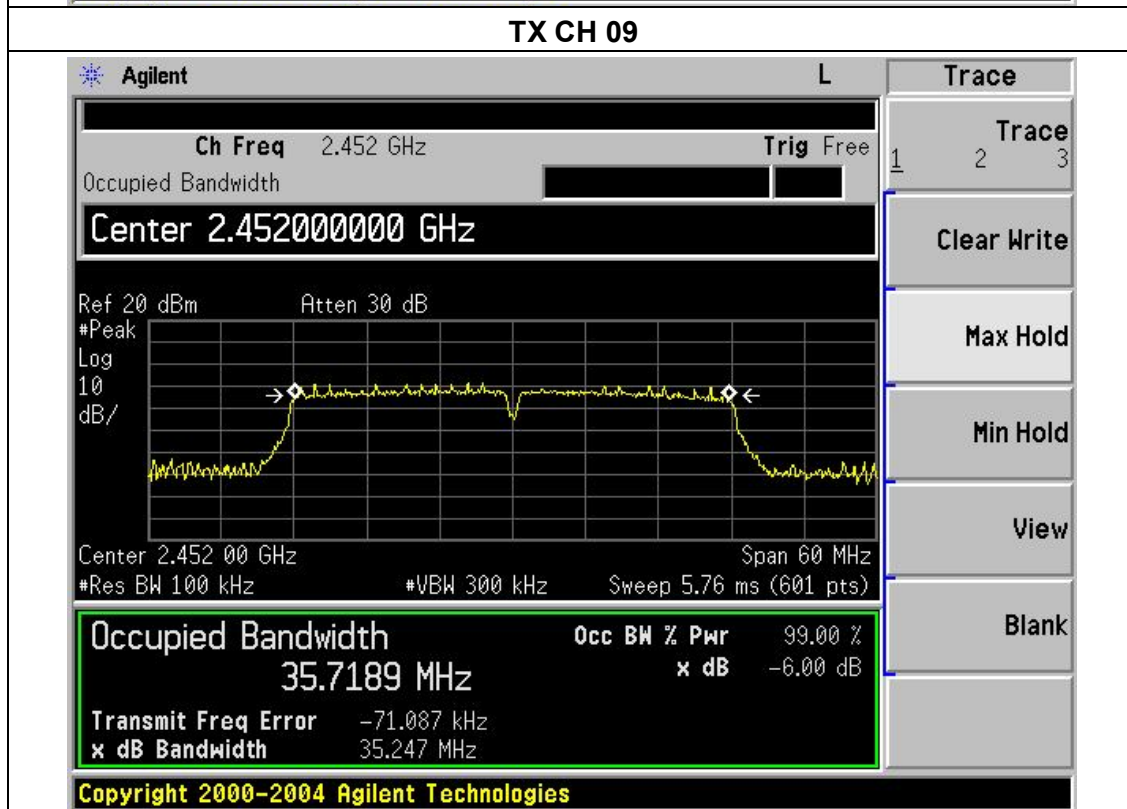 TX CH 09
Agilent L Trace
Ch Freq 2.452 GHz Trig Free
Occupied Bandwidth
Center 2.452000000 GHz
Ref 20 dBm Atten 30 dB
#Peak
Log
10
dB/
Center 2.452 00 GHz Span 60 MHz
#Res BW 100 kHz #VBW 300 kHz Sweep 5.76 ms (601 pts)
Occupied Bandwidth Occ BW % Pwr 99.00 %
35.7189 MHz x dB -6.00 dB
Transmit Freq Error -71.087 kHz
x dB Bandwidth 35.247 MHz
Copyright 2000-2004 Agilent Technologies
Trace
1 2 3
Clear Write
Max Hold
Min Hold
View
Blank